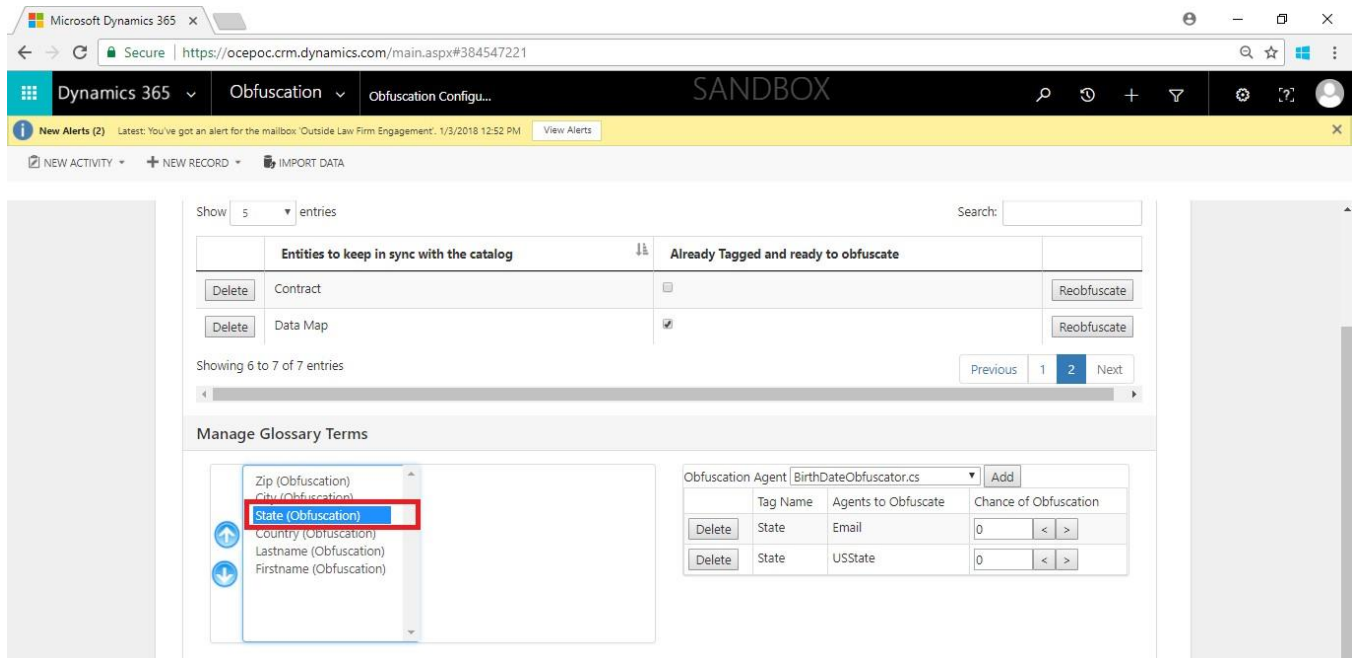 Microsoft Dynamics 365
Secure | https://ocepoc.crm.dynamics.com/main.aspx#384547221
Dynamics 365 Obfuscation Obfuscation Configu... SANDBOX
New Alerts (2) Latest: You've got an alert for the mailbox 'Outside Law Firm Engagement'. 1/3/2018 12:52 PM View Alerts
NEW ACTIVITY NEW RECORD IMPORT DATA
Show 5 entries Search:
Entities to keep in sync with the catalog Already Tagged and ready to obfuscate
Delete Contract Reobfuscate
Delete Data Map Reobfuscate
Showing 6 to 7 of 7 entries Previous 1 2 Next
Manage Glossary Terms
Zip (Obfuscation)
City (Obfuscation)
State (Obfuscation)
Country (Obfuscation)
Lastname (Obfuscation)
Firstname (Obfuscation)
Obfuscation Agent BirthDateObfuscator.cs Add
Tag Name Agents to Obfuscate Chance of Obfuscation
Delete State Email 0 < >
Delete State USState 0 < >